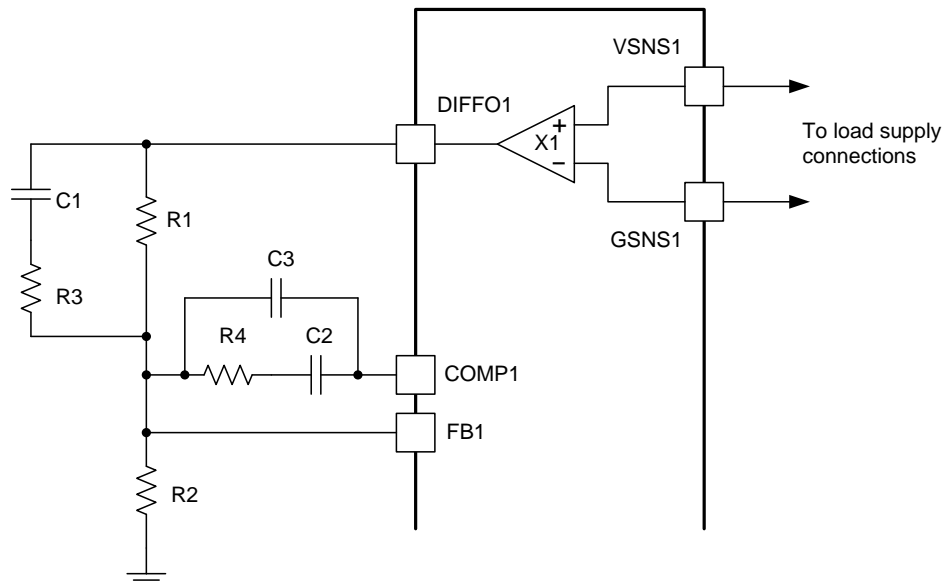 VSNS1
DIFFO1
X1
+
−
To load supply
connections
GSNS1
C1
R1
R3
C3
R4
C2
COMP1
FB1
R2